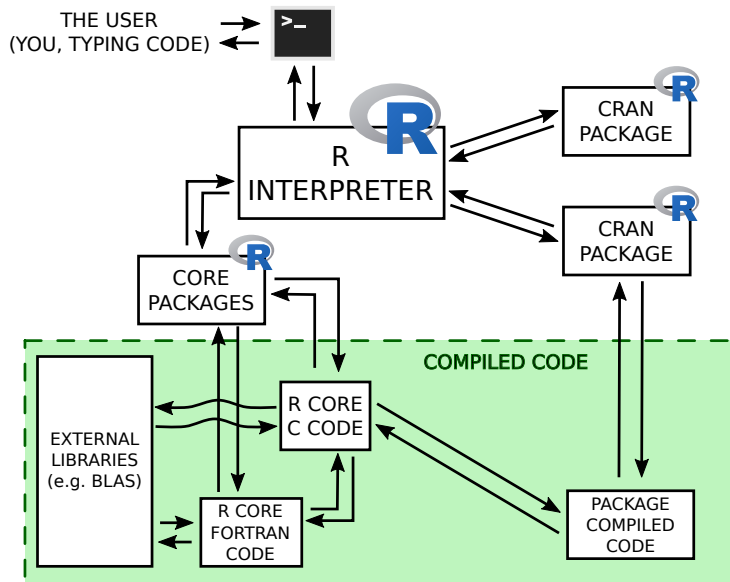 THE USER
(YOU, TYPING CODE)
>_
R
R
INTERPRETER
R
CRAN
PACKAGE
R
CRAN
PACKAGE
R
CORE
PACKAGES
COMPILED CODE
EXTERNAL
LIBRARIES
(e.g. BLAS)
R CORE
C CODE
R CORE
FORTRAN
CODE
PACKAGE
COMPILED
CODE